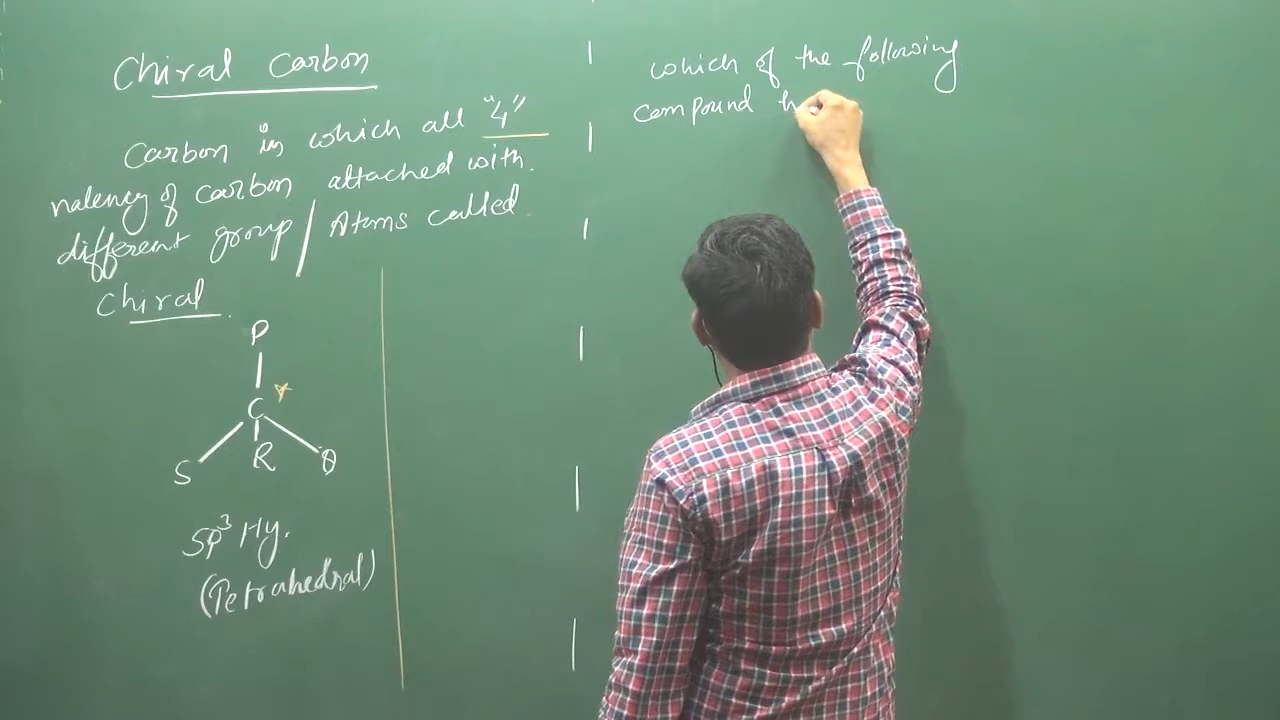 Chiral Carbon
Carbon in which all "4"
valency of carbon attached with.
different group / Atoms called.
Chiral.
P
C
S R Q
SP³ Hy.
(Tetrahedral)
which of the following
compound